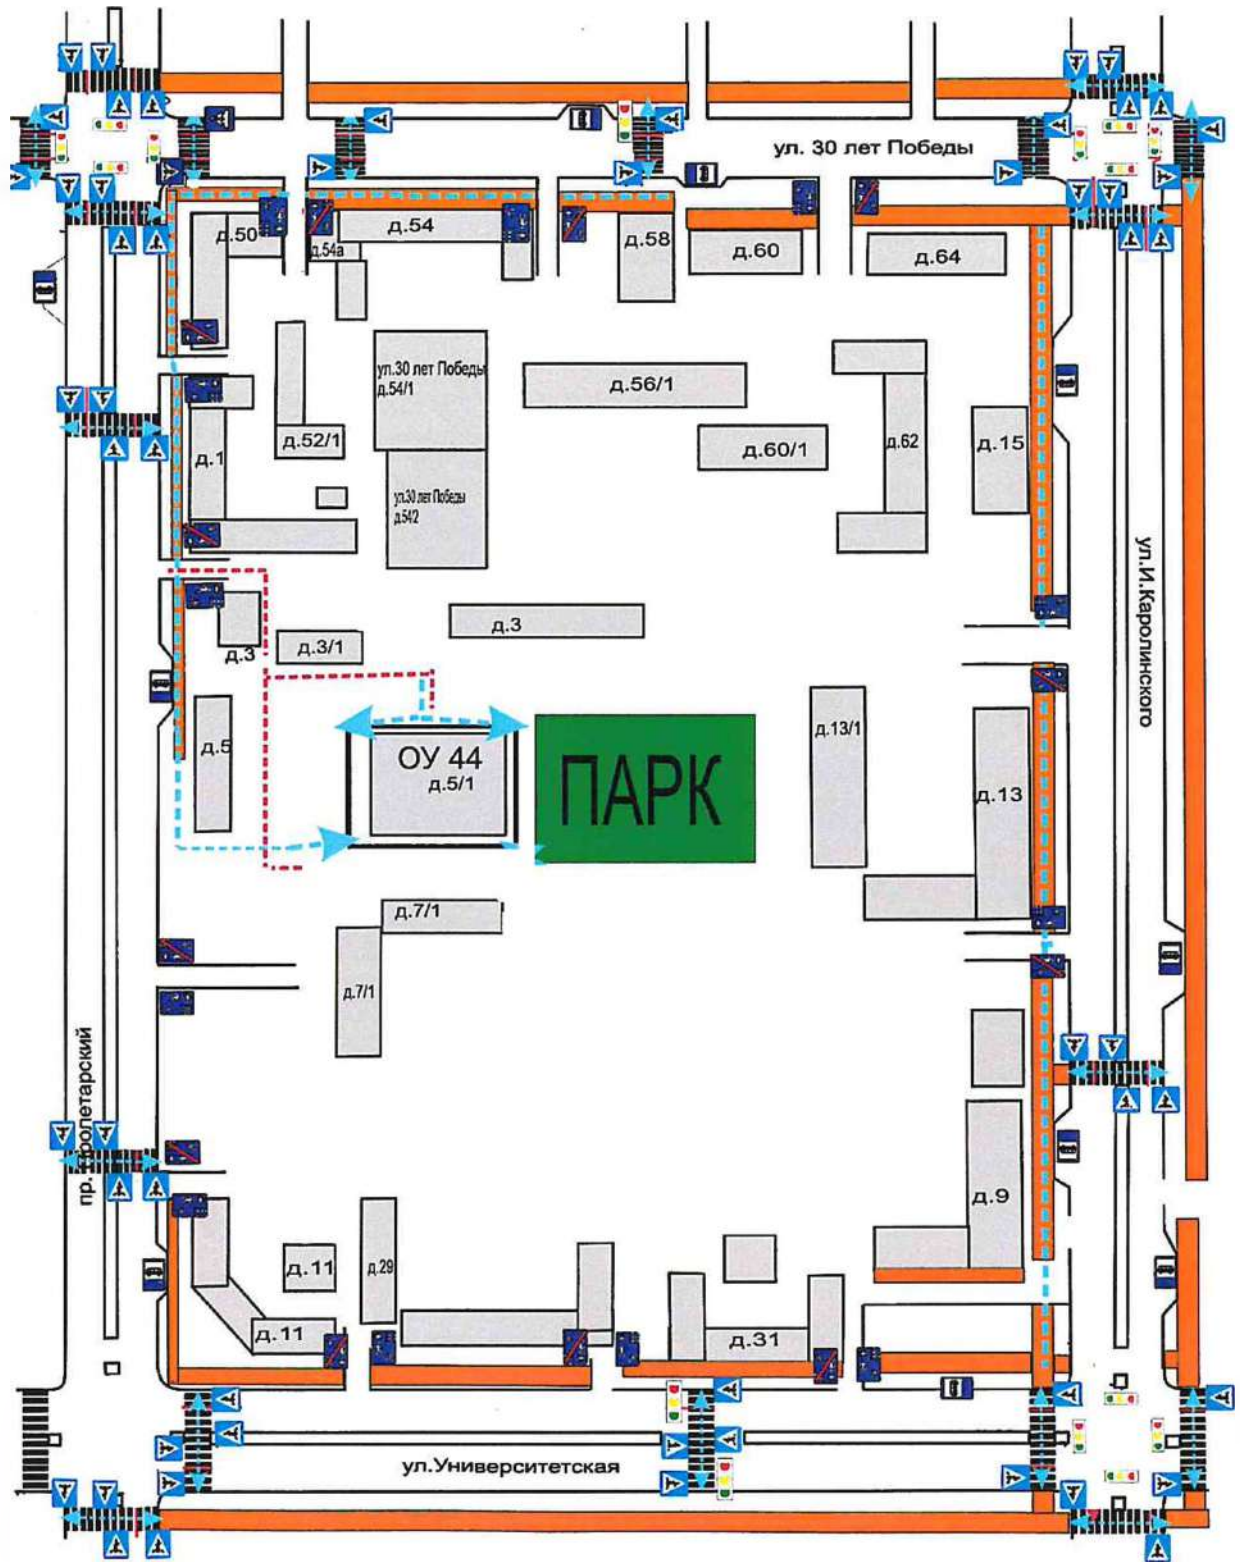 ул. 30 лет Победы
д.50
д.54
д.54а
д.58
д.60
д.64
ул.30 лет Победы
д.54/1
д.56/1
д.52/1
д.60/1
д.62
д.15
д.1
ул.30 лет Победы
д.54/2
ул.И.Каролинского
д.3
д.3
д.3/1
д.5
ОУ 44
д.5/1
ПАРК
д.13/1
д.13
д.7/1
д.7/1
пр. Пролетарский
д.9
д.11
д.29
д.11
д.31
ул.Университетская